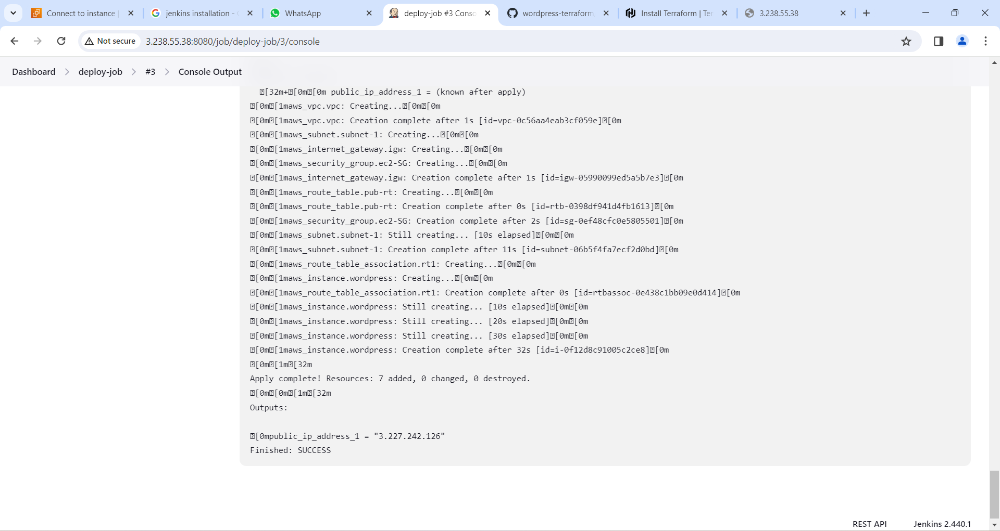 Connect to instance |
jenkins installation - G
WhatsApp
deploy-job #3 Conso
wordpress-terraform
Install Terraform | Ter
3.238.55.38
Not secure
3.238.55.38:8080/job/deploy-job/3/console
Dashboard > deploy-job > #3 > Console Output
[32m+[0m[0m public_ip_address_1 = (known after apply)
[0m[1maws_vpc.vpc: Creating...[0m[0m
[0m[1maws_vpc.vpc: Creation complete after 1s [id=vpc-0c56aa4eab3cf059e][0m
[0m[1maws_subnet.subnet-1: Creating...[0m[0m
[0m[1maws_internet_gateway.igw: Creating...[0m[0m
[0m[1maws_security_group.ec2-SG: Creating...[0m[0m
[0m[1maws_internet_gateway.igw: Creation complete after 1s [id=igw-05990099ed5a5b7e3][0m
[0m[1maws_route_table.pub-rt: Creating...[0m[0m
[0m[1maws_route_table.pub-rt: Creation complete after 0s [id=rtb-0398df941d4fb1613][0m
[0m[1maws_security_group.ec2-SG: Creation complete after 2s [id=sg-0ef48cfc0e5805501][0m
[0m[1maws_subnet.subnet-1: Still creating... [10s elapsed][0m[0m
[0m[1maws_subnet.subnet-1: Creation complete after 11s [id=subnet-06b5f4fa7ecf2d0bd][0m
[0m[1maws_route_table_association.rt1: Creating...[0m[0m
[0m[1maws_instance.wordpress: Creating...[0m[0m
[0m[1maws_route_table_association.rt1: Creation complete after 0s [id=rtbassoc-0e438c1bb09e0d414][0m
[0m[1maws_instance.wordpress: Still creating... [10s elapsed][0m[0m
[0m[1maws_instance.wordpress: Still creating... [20s elapsed][0m[0m
[0m[1maws_instance.wordpress: Still creating... [30s elapsed][0m[0m
[0m[1maws_instance.wordpress: Creation complete after 32s [id=i-0f12d8c91005c2ce8][0m
[0m[1m[32m
Apply complete! Resources: 7 added, 0 changed, 0 destroyed.
[0m[0m[1m[32m
Outputs:
[0mpublic_ip_address_1 = "3.227.242.126"
Finished: SUCCESS
REST API
Jenkins 2.440.1